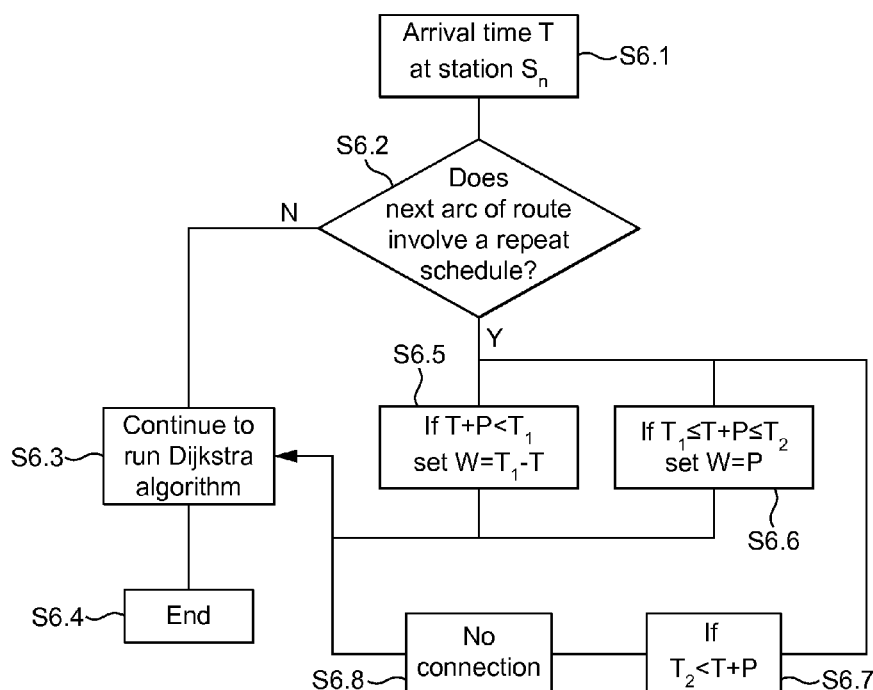 Arrival time T
at station Sₙ
S6.1
S6.2
Does
next arc of route
involve a repeat
schedule?
N
Y
S6.5
If T+P<T₁
set W=T₁-T
If T₁≤T+P≤T₂
set W=P
S6.6
Continue to
run Dijkstra
algorithm
S6.3
End
S6.4
No
connection
S6.8
If
T₂<T+P
S6.7